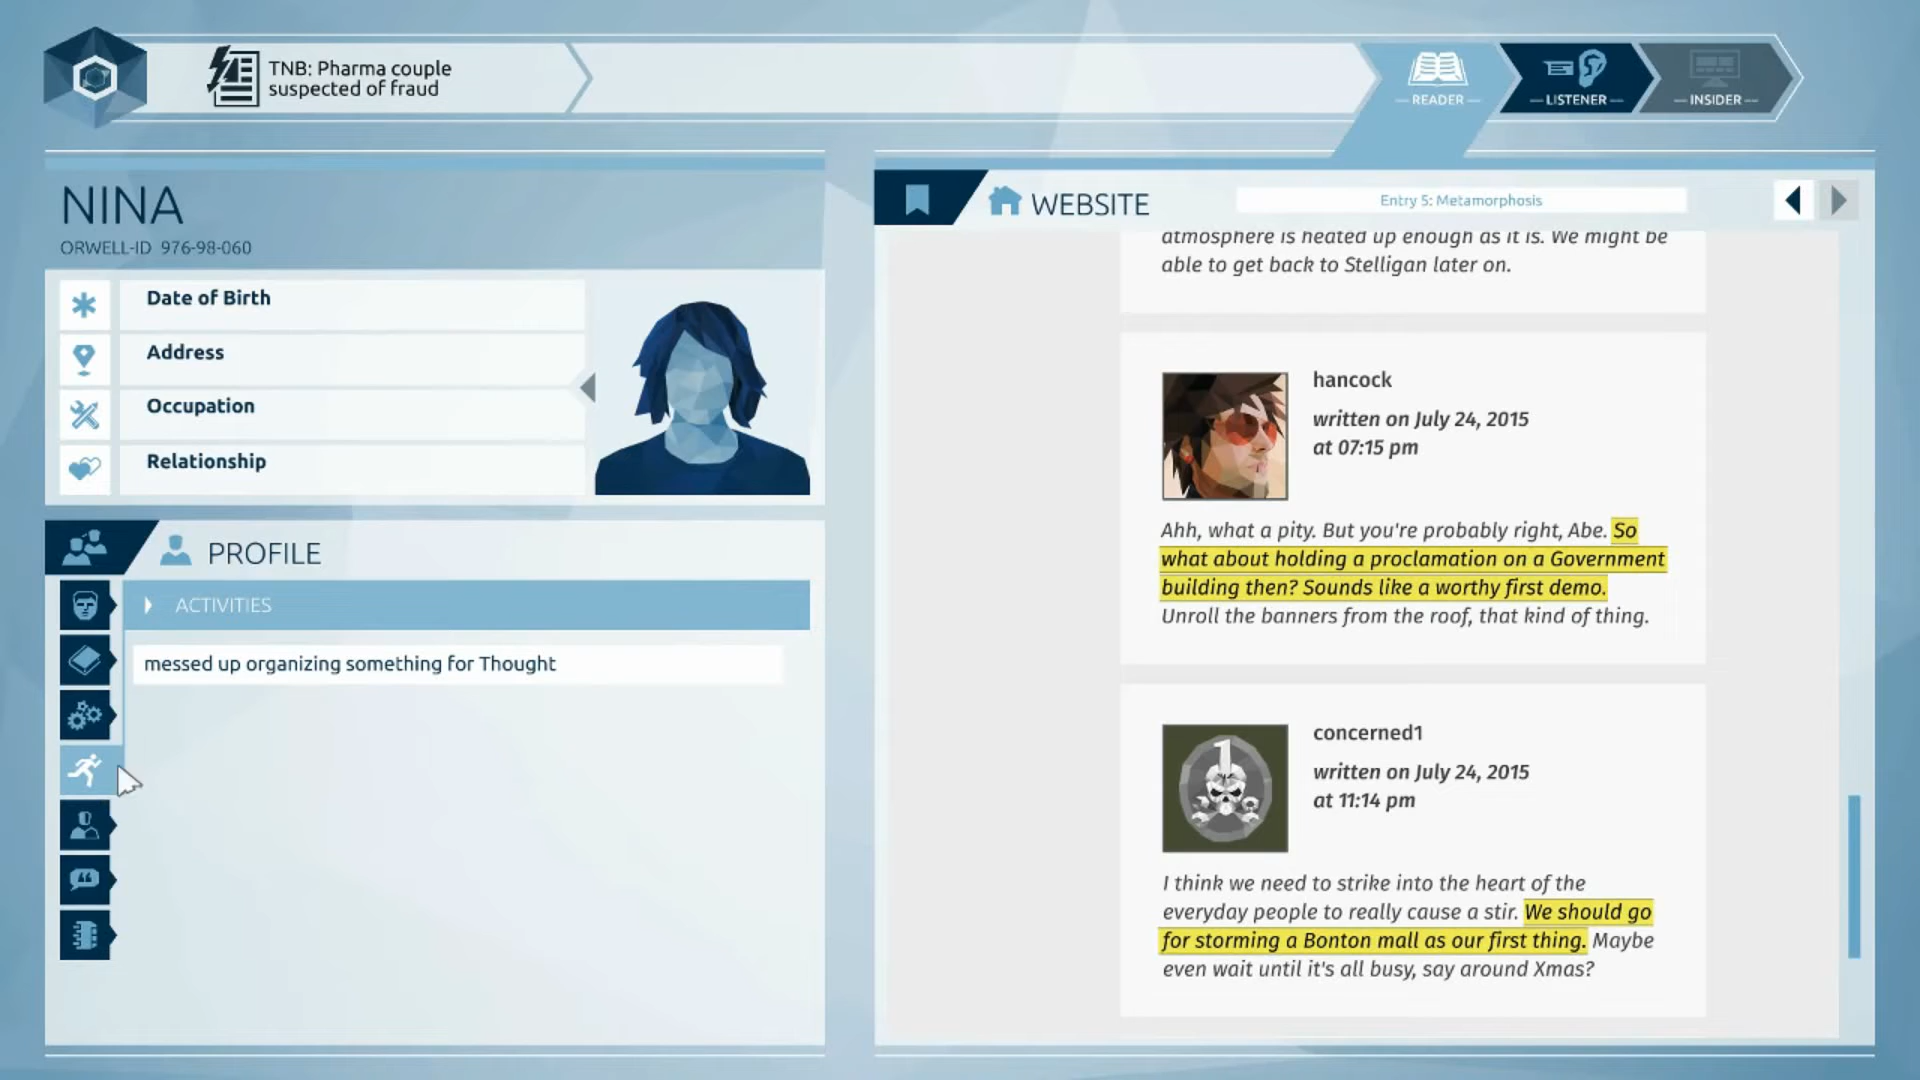 TNB: Pharma couple
suspected of fraud
READER
LISTENER
INSIDER
NINA
ORWELL-ID 976-98-060
Date of Birth
Address
Occupation
Relationship
PROFILE
ACTIVITIES
messed up organizing something for Thought
WEBSITE
Entry 5: Metamorphosis
atmosphere is heated up enough as it is. We might be
able to get back to Stelligan later on.
hancock
written on July 24, 2015
at 07:15 pm
Ahh, what a pity. But you're probably right, Abe. So
what about holding a proclamation on a Government
building then? Sounds like a worthy first demo.
Unroll the banners from the roof, that kind of thing.
1
concerned1
written on July 24, 2015
at 11:14 pm
I think we need to strike into the heart of the
everyday people to really cause a stir. We should go
for storming a Bonton mall as our first thing. Maybe
even wait until it's all busy, say around Xmas?